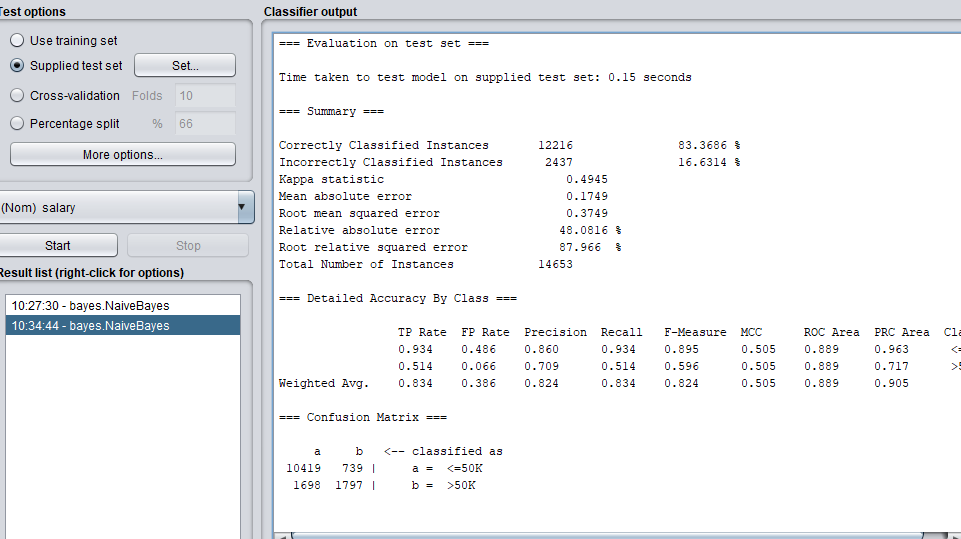 Test options
Use training set
Supplied test set Set...
Cross-validation Folds 10
Percentage split % 66
More options...
(Nom) salary
Start Stop
Result list (right-click for options)
10:27:30 - bayes.NaiveBayes
10:34:44 - bayes.NaiveBayes
Classifier output
=== Evaluation on test set ===
Time taken to test model on supplied test set: 0.15 seconds
=== Summary ===
Correctly Classified Instances 12216 83.3686 %
Incorrectly Classified Instances 2437 16.6314 %
Kappa statistic 0.4945
Mean absolute error 0.1749
Root mean squared error 0.3749
Relative absolute error 48.0816 %
Root relative squared error 87.966 %
Total Number of Instances 14653
=== Detailed Accuracy By Class ===
TP Rate FP Rate Precision Recall F-Measure MCC ROC Area PRC Area Cla
0.934 0.486 0.860 0.934 0.895 0.505 0.889 0.963 <=
0.514 0.066 0.709 0.514 0.596 0.505 0.889 0.717 >5
Weighted Avg. 0.834 0.386 0.824 0.834 0.824 0.505 0.889 0.905
=== Confusion Matrix ===
a b <-- classified as
10419 739 | a = <=50K
1698 1797 | b = >50K